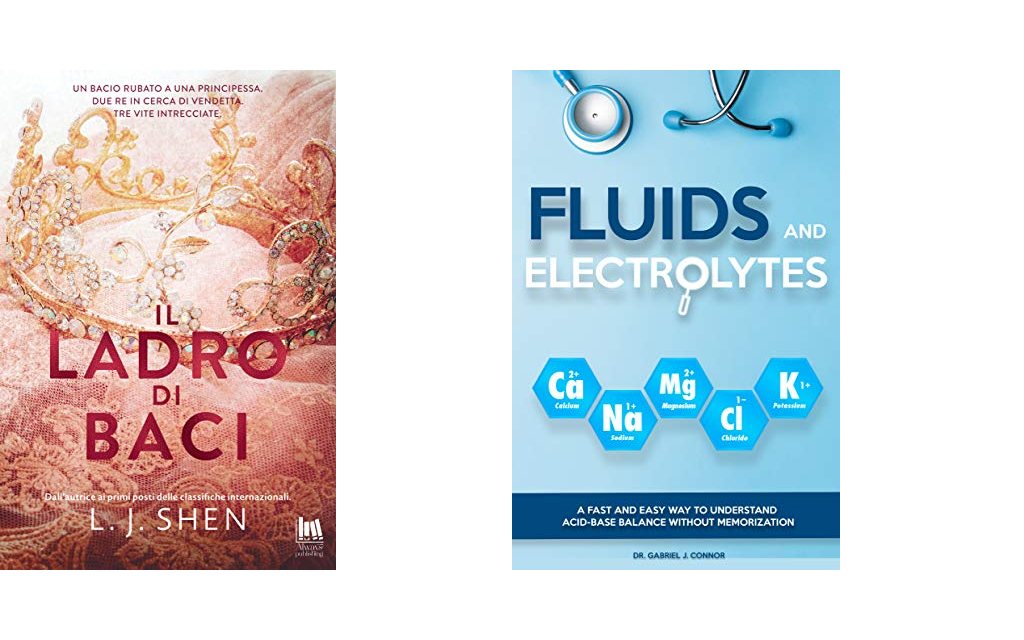 UN BACIO RUBATO A UNA PRINCIPESSA.
DUE RE IN CERCA DI VENDETTA.
TRE VITE INTRECCIATE.
IL
LADRO
DI
BACI
Dall'autrice ai primi posti delle classifiche internazionali.
L. J. SHEN
Always
publishing
FLUIDS AND
ELECTROLYTES
Ca 2+
Calcium
Na 1+
Sodium
Mg 2+
Magnesium
Cl 1-
Chloride
K 1+
Potassium
A FAST AND EASY WAY TO UNDERSTAND
ACID-BASE BALANCE WITHOUT MEMORIZATION
DR. GABRIEL J. CONNOR